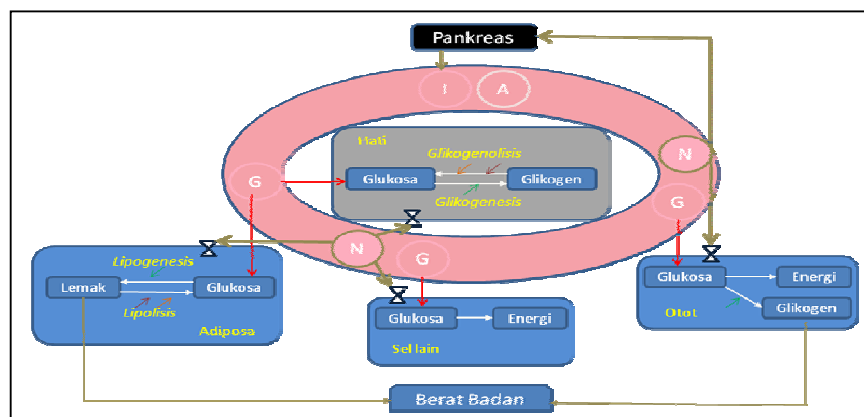 Pankreas
I A
Hati
Glikogenolisis
N
G
Glukosa
Glikogen
Glikogenesis
G
N
G
Lipogenesis
Lemak
Glukosa
Lipolisis
Adiposa
Glukosa
Energi
Sel lain
Glukosa
Energi
Glikogen
Otot
Berat Badan